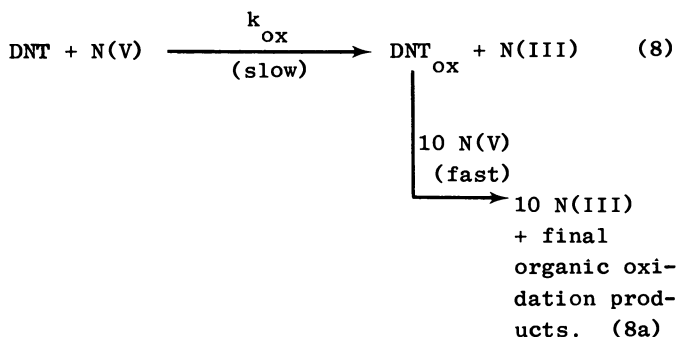 k
ox
DNT + N(V) (slow) DNT ox + N(III) (8)
10 N(V)
(fast)
10 N(III)
+ final
organic oxi-
dation prod-
ucts. (8a)